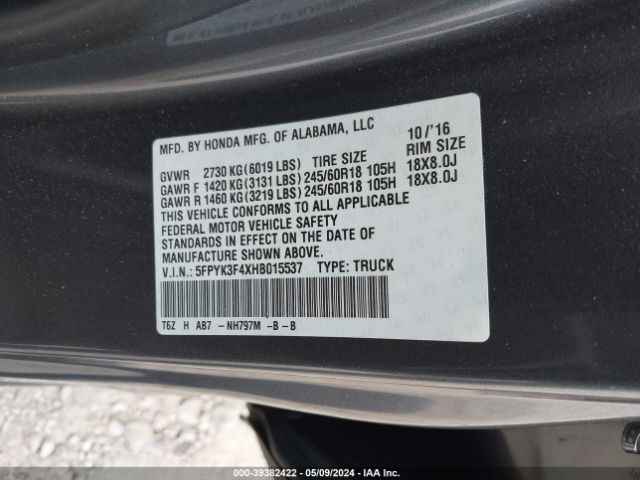 MFD. BY HONDA MFG. OF ALABAMA, LLC 10/'16
GVWR 2730 KG(6019 LBS) TIRE SIZE RIM SIZE
GAWR F 1420 KG(3131 LBS)245/60R18 105H 18X8.0J
GAWR R 1460 KG(3219 LBS)245/60R18 105H 18X8.0J
THIS VEHICLE CONFORMS TO ALL APPLICABLE
FEDERAL MOTOR VEHICLE SAFETY
STANDARDS IN EFFECT ON THE DATE OF
MANUFACTURE SHOWN ABOVE.
V.I.N.: 5FPYK3F4XHB015537 TYPE: TRUCK
T6Z H AB7 -NH797M -B-B
000-39382422 - 05/09/2024 - IAA Inc.